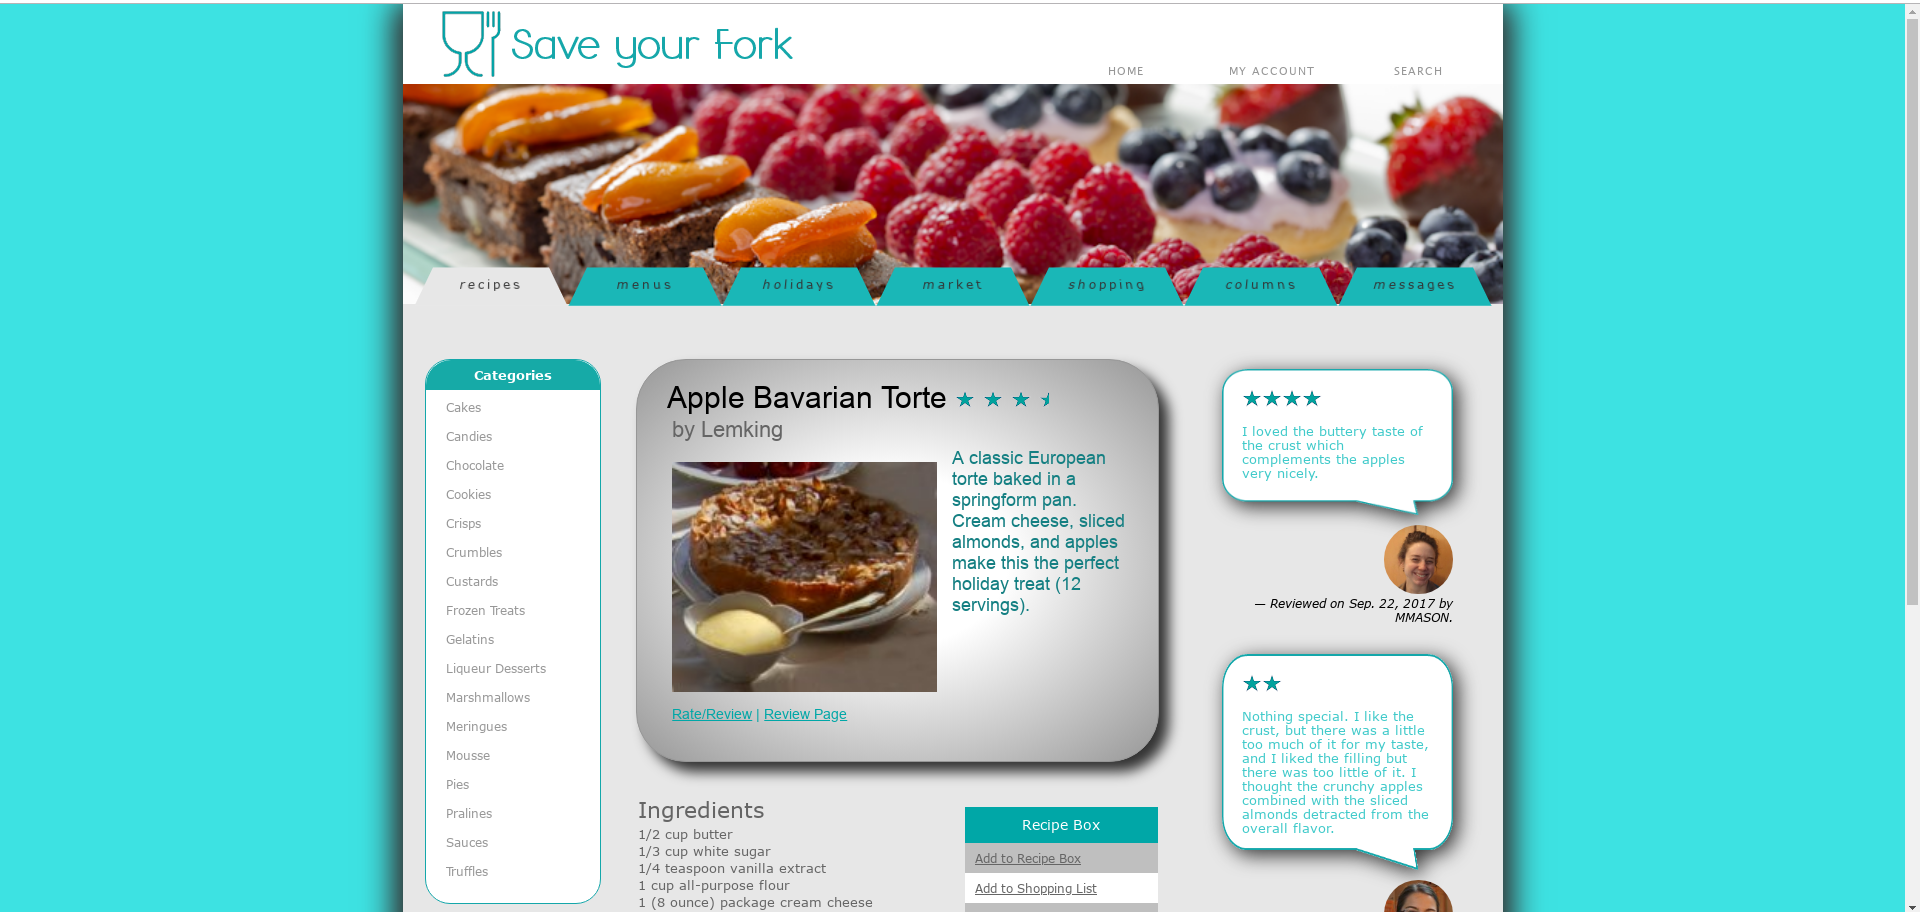 Save your Fork
HOME
MY ACCOUNT
SEARCH
recipes
menus
holidays
market
shopping
columns
messages
Categories
Cakes
Candies
Chocolate
Cookies
Crisps
Crumbles
Custards
Frozen Treats
Gelatins
Liqueur Desserts
Marshmallows
Meringues
Mousse
Pies
Pralines
Sauces
Truffles
Apple Bavarian Torte
by Lemking
A classic European
torte baked in a
springform pan.
Cream cheese, sliced
almonds, and apples
make this the perfect
holiday treat (12
servings).
Rate/Review | Review Page
Ingredients
1/2 cup butter
1/3 cup white sugar
1/4 teaspoon vanilla extract
1 cup all-purpose flour
1 (8 ounce) package cream cheese
Recipe Box
Add to Recipe Box
Add to Shopping List
★★★★
I loved the buttery taste of
the crust which
complements the apples
very nicely.
— Reviewed on Sep. 22, 2017 by
MMASON.
★★
Nothing special. I like the
crust, but there was a little
too much of it for my taste,
and I liked the filling but
there was too little of it. I
thought the crunchy apples
combined with the sliced
almonds detracted from the
overall flavor.